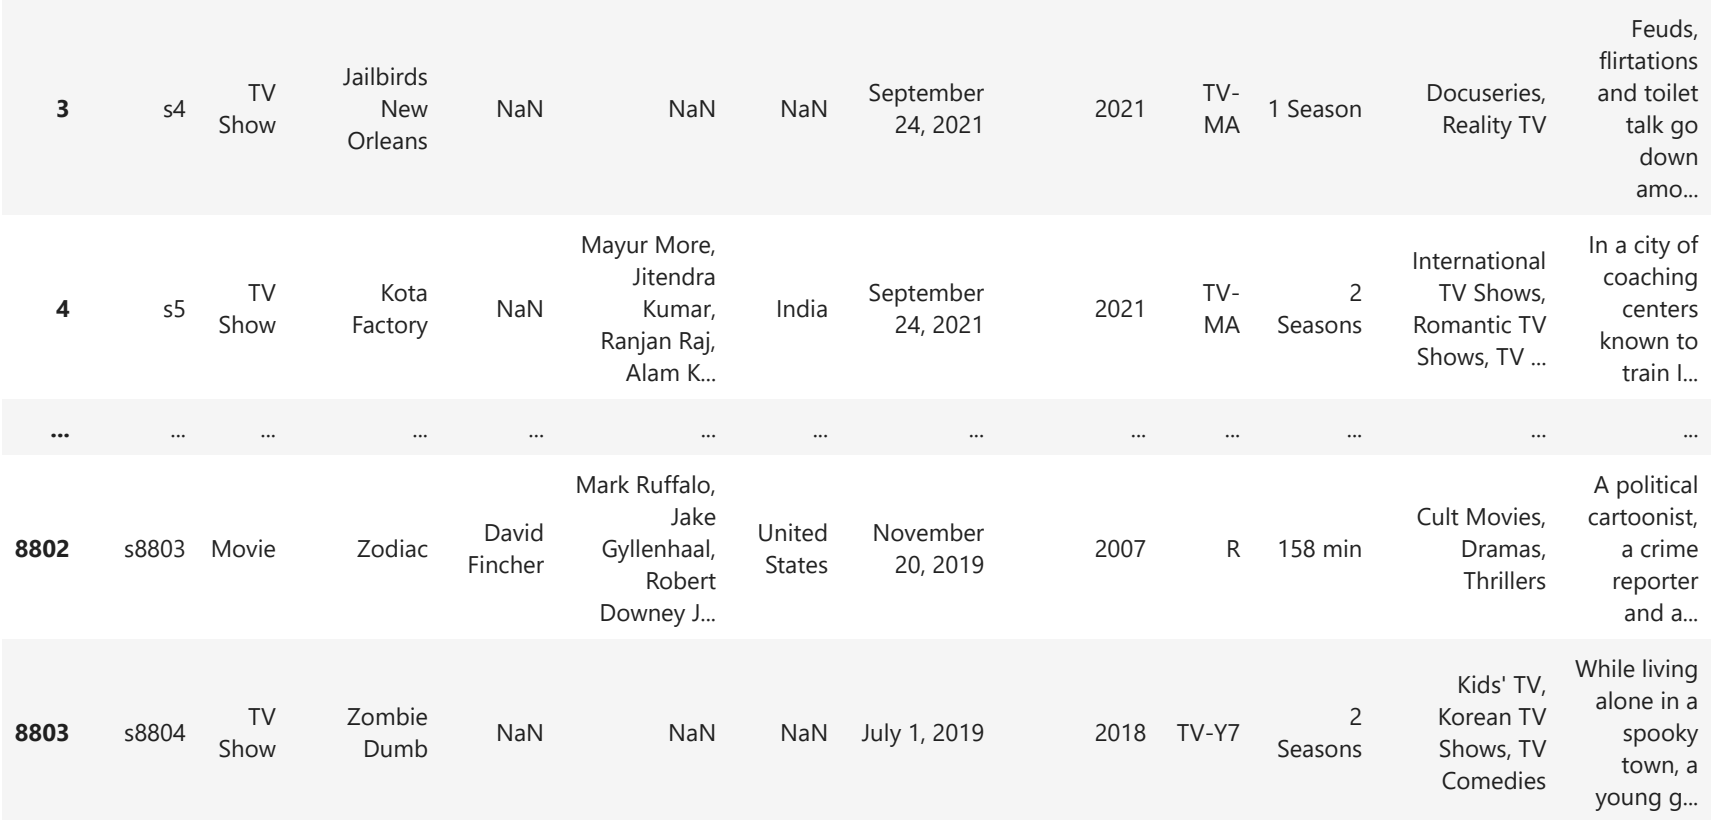 3 s4 TV Show Jailbirds New Orleans NaN NaN NaN September 24, 2021 2021 TV-MA 1 Season Docuseries, Reality TV Feuds, flirtations and toilet talk go down amo...
4 s5 TV Show Kota Factory NaN Mayur More, Jitendra Kumar, Ranjan Raj, Alam K... India September 24, 2021 2021 TV-MA 2 Seasons International TV Shows, Romantic TV Shows, TV ... In a city of coaching centers known to train I...
... ... ... ... ... ... ... ... ... ... ... ... ...
8802 s8803 Movie Zodiac David Fincher Mark Ruffalo, Jake Gyllenhaal, Robert Downey J... United States November 20, 2019 2007 R 158 min Cult Movies, Dramas, Thrillers A political cartoonist, a crime reporter and a...
8803 s8804 TV Show Zombie Dumb NaN NaN NaN July 1, 2019 2018 TV-Y7 2 Seasons Kids' TV, Korean TV Shows, TV Comedies While living alone in a spooky town, a young g...